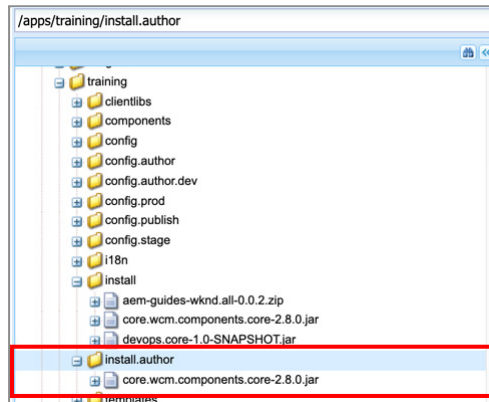 /apps/training/install.author
training
clientlibs
components
config
config.author
config.author.dev
config.prod
config.publish
config.stage
i18n
install
aem-guides-wknd.all-0.0.2.zip
core.wcm.components.core-2.8.0.jar
devops.core-1.0-SNAPSHOT.jar
install.author
core.wcm.components.core-2.8.0.jar
templates